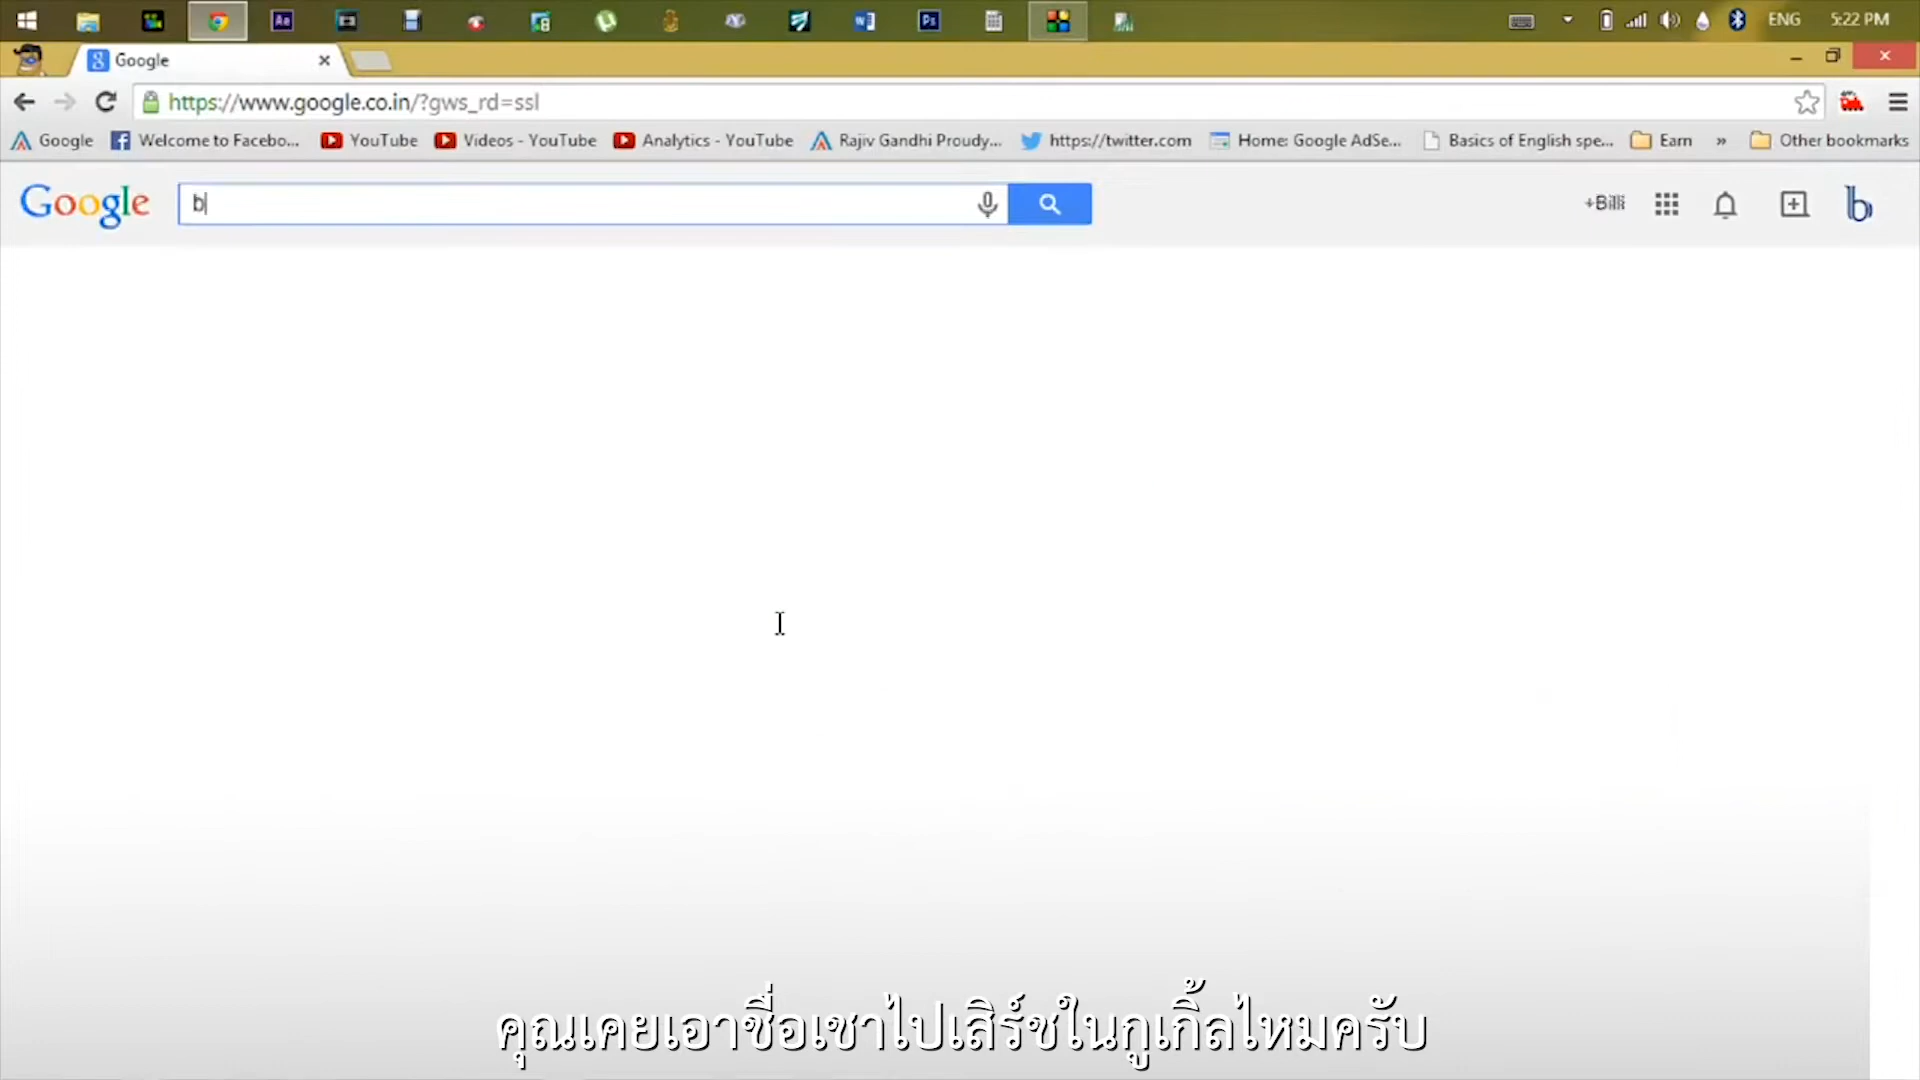 Ae
W
Ps
ENG
5:22 PM
Google
https://www.google.co.in/?gws_rd=ssl
Google
Welcome to Facebo...
YouTube
Videos - YouTube
Analytics - YouTube
Rajiv Gandhi Proudy...
https://twitter.com
Home: Google AdSe...
Basics of English spe...
Earn
»
Other bookmarks
Google
b
+Billi
b
คุณเคยเอาชื่อเขาไปเสิร์ชในกูเกิ้ลไหมครับ